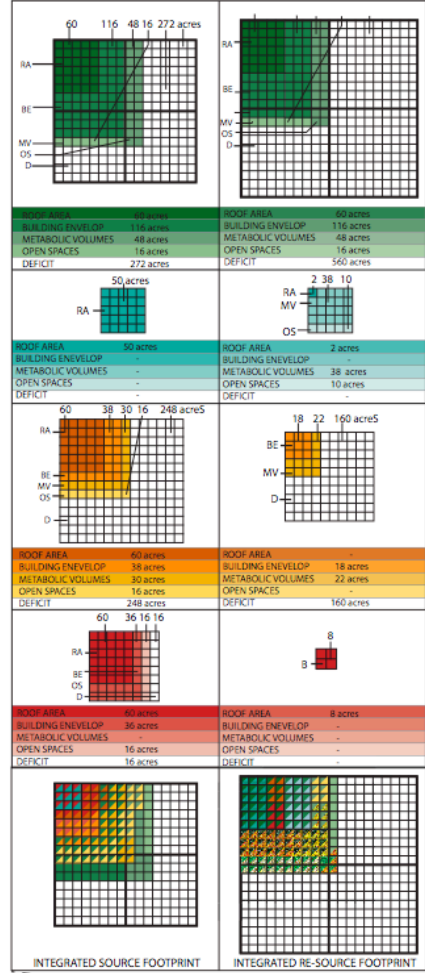 60 116 48 16 272 acres
RA
BE
MV
OS
D
RA
BE
MV
OS
D
ROOF AREA 60 acres
BUILDING ENVELOP 116 acres
METABOLIC VOLUMES 48 acres
OPEN SPACES 16 acres
DEFICIT 272 acres
ROOF AREA 60 acres
BUILDING ENVELOP 116 acres
METABOLIC VOLUMES 48 acres
OPEN SPACES 16 acres
DEFICIT 560 acres
50 acres
RA
2 38 10
RA
MV
OS
ROOF AREA 50 acres
BUILDING ENEVELOP -
METABOLIC VOLUMES -
OPEN SPACES -
DEFICIT -
ROOF AREA 2 acres
BUILDING ENEVELOP -
METABOLIC VOLUMES 38 acres
OPEN SPACES 10 acres
DEFICIT -
60 38 30 16 248 acreS
RA
BE
MV
OS
D
18 22 160 acreS
BE
MV
D
ROOF AREA 60 acres
BUILDING ENEVELOP 38 acres
METABOLIC VOLUMES 30 acres
OPEN SPACES 16 acres
DEFICIT 248 acres
ROOF AREA -
BUILDING ENEVELOP 18 acres
METABOLIC VOLUMES 22 acres
OPEN SPACES -
DEFICIT 160 acres
60 36 16 16
RA
BE
OS
D
8
B
ROOF AREA 60 acres
BUILDING ENVELOP 36 acres
METABOLIC VOLUMES -
OPEN SPACES 16 acres
DEFICIT 16 acres
ROOF AREA 8 acres
BUILDING ENEVELOP -
METABOLIC VOLUMES -
OPEN SPACES -
DEFICIT -
INTEGRATED SOURCE FOOTPRINT
INTEGRATED RE-SOURCE FOOTPRINT